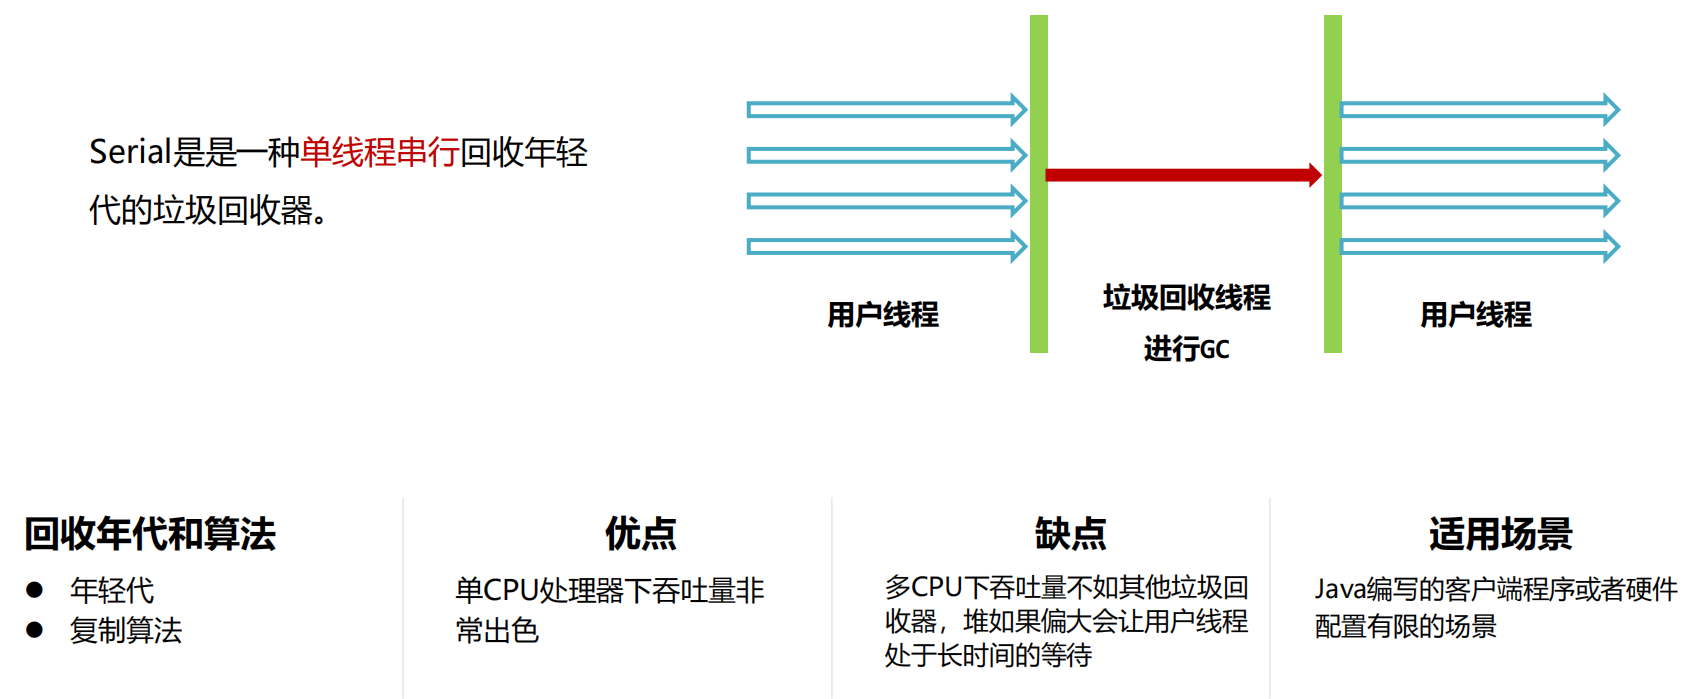 Serial是是一种单线程串行回收年轻
代的垃圾回收器。
用户线程
垃圾回收线程
进行GC
用户线程
回收年代和算法
● 年轻代
● 复制算法
优点
单CPU处理器下吞吐量非
常出色
缺点
多CPU下吞吐量不如其他垃圾回
收器，堆如果偏大会让用户线程
处于长时间的等待
适用场景
Java编写的客户端程序或者硬件
配置有限的场景